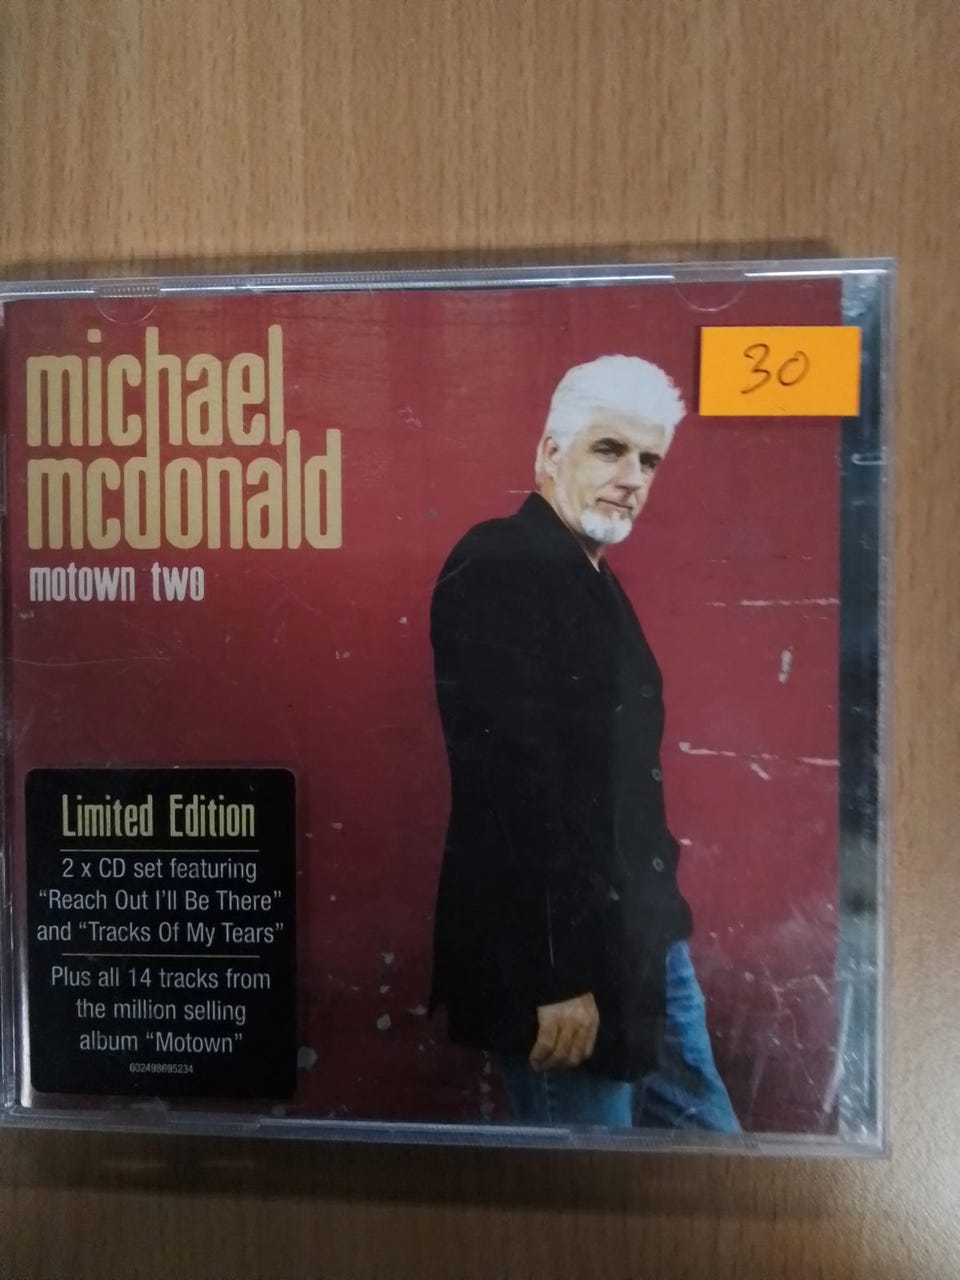 30
michael
mcdonald
motown two
Limited Edition
2 x CD set featuring
“Reach Out I’ll Be There”
and “Tracks Of My Tears”
Plus all 14 tracks from
the million selling
album “Motown”
602498695234